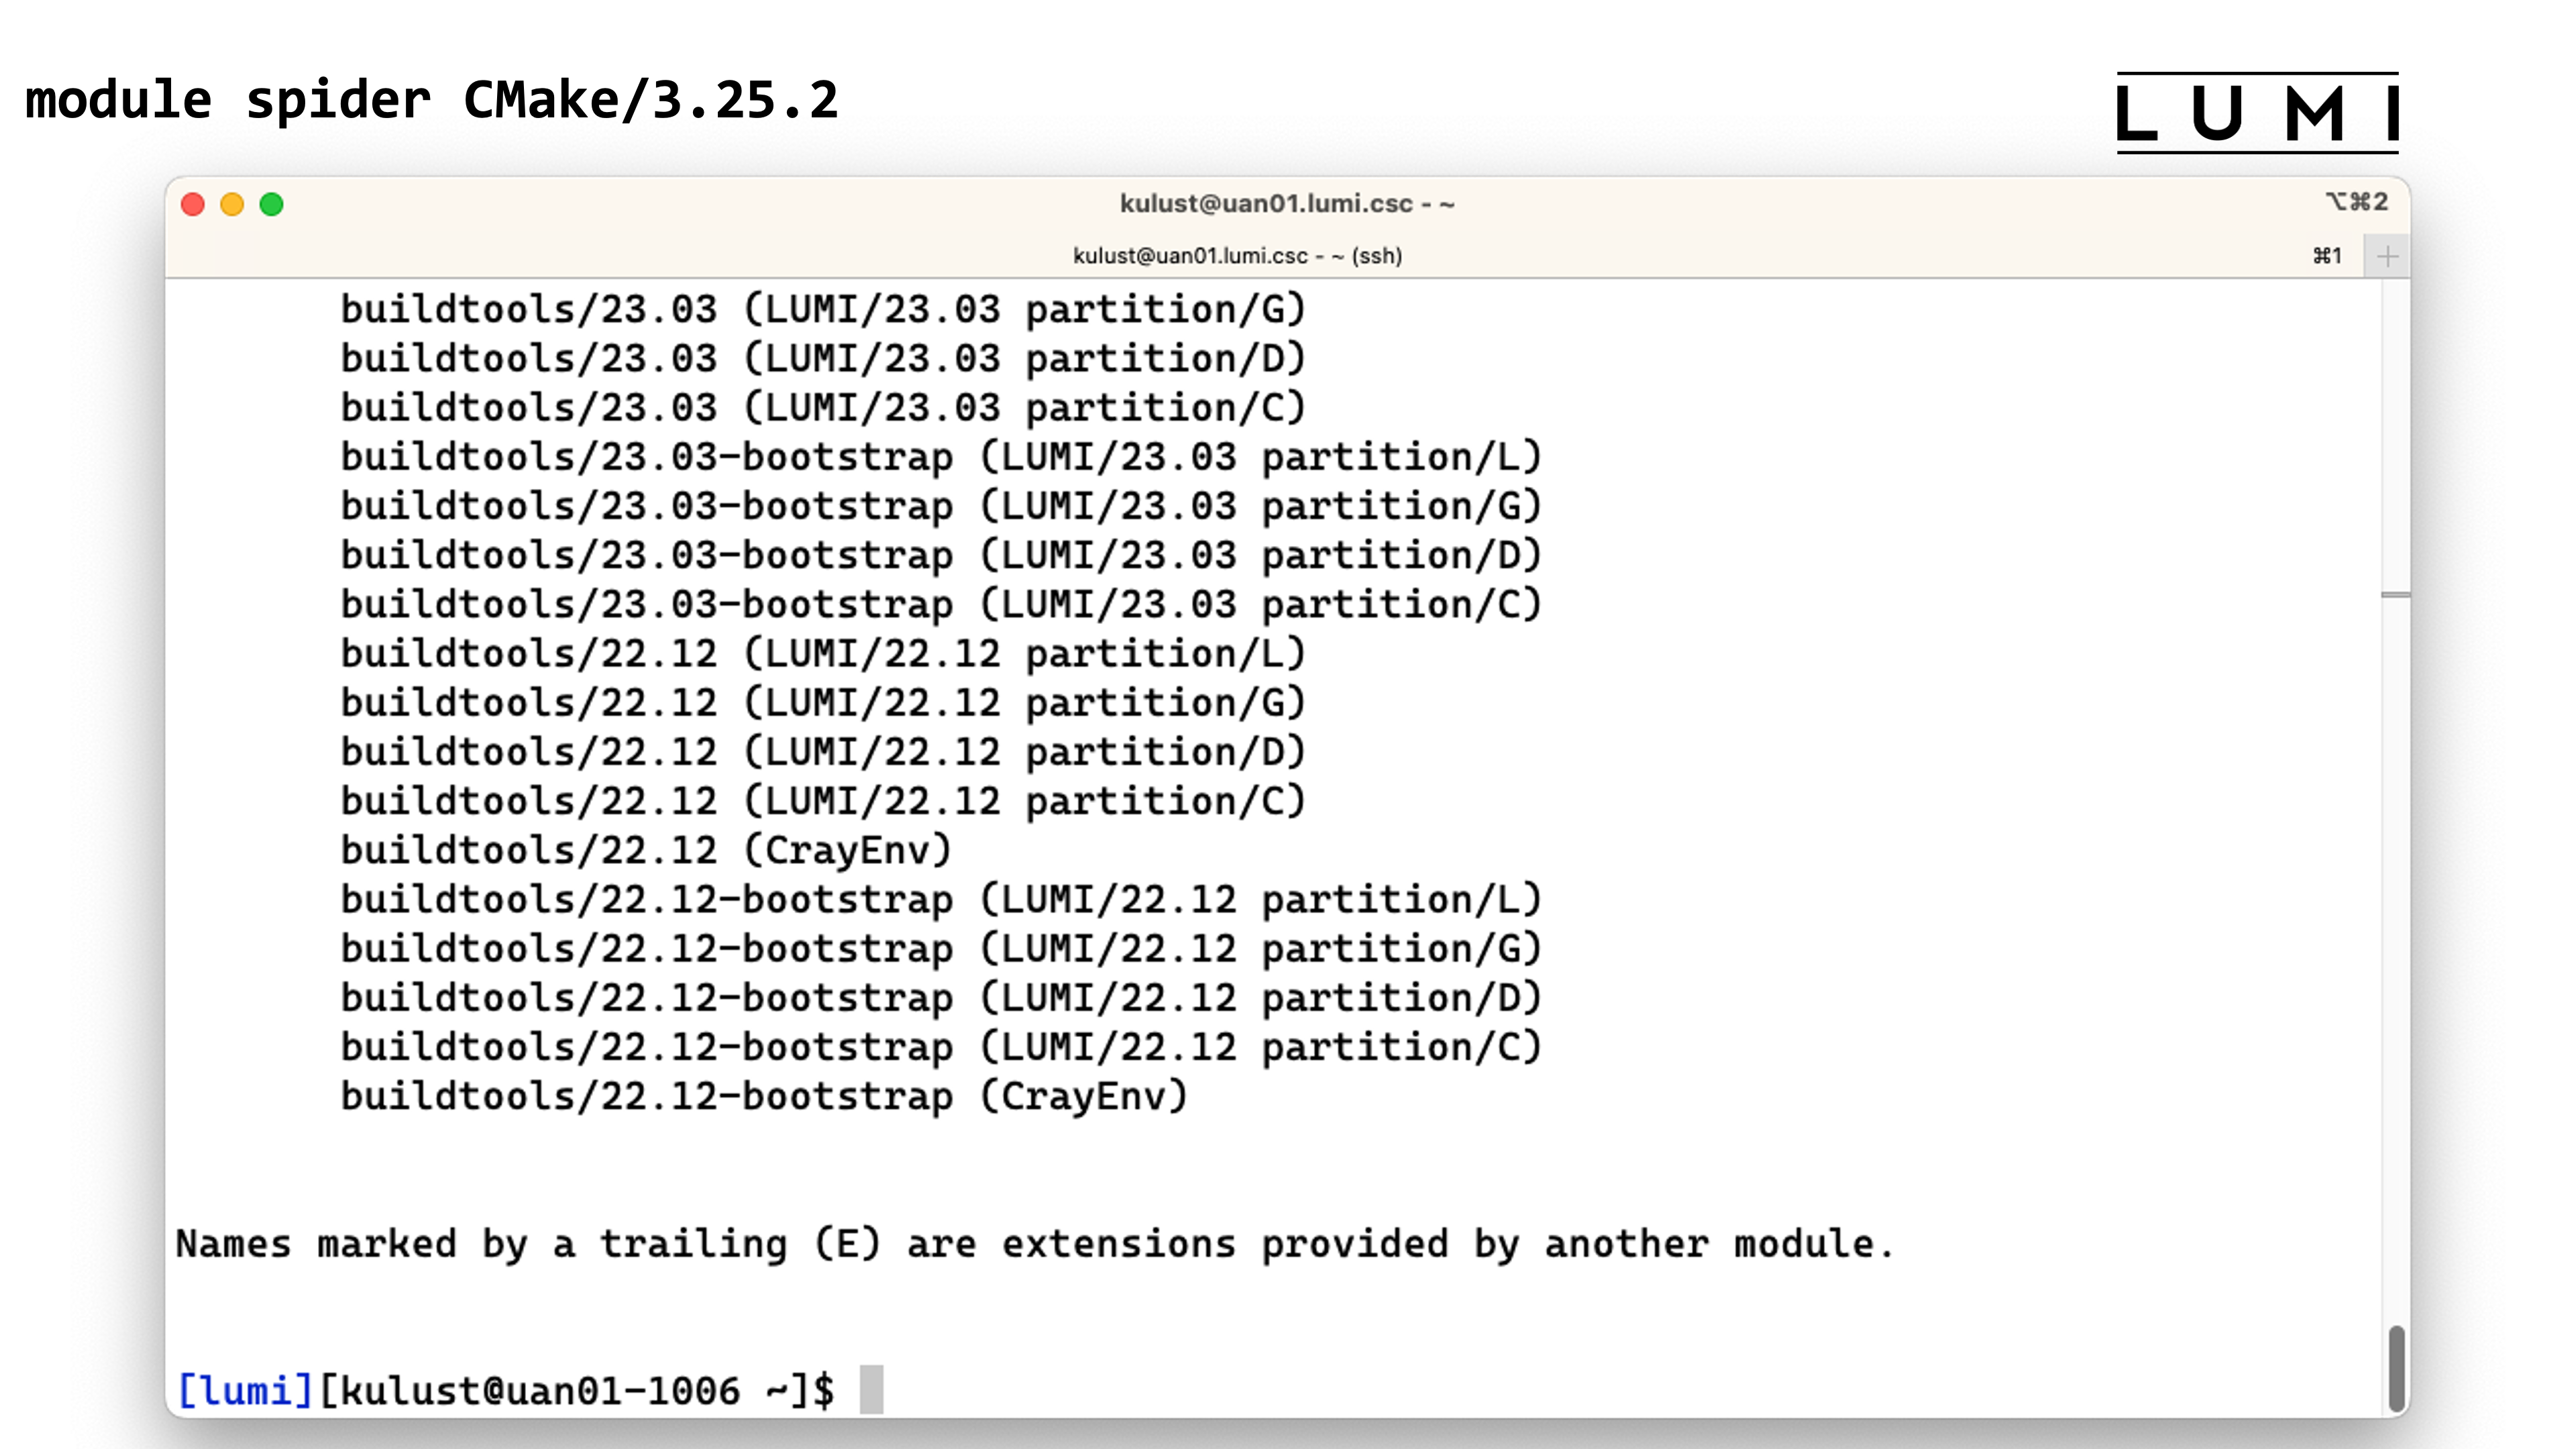 module spider CMake/3.25.2
LUMI
kulust@uan01.lumi.csc - ~
⌥⌘2
kulust@uan01.lumi.csc - ~ (ssh)
⌘1
buildtools/23.03 (LUMI/23.03 partition/G)
buildtools/23.03 (LUMI/23.03 partition/D)
buildtools/23.03 (LUMI/23.03 partition/C)
buildtools/23.03-bootstrap (LUMI/23.03 partition/L)
buildtools/23.03-bootstrap (LUMI/23.03 partition/G)
buildtools/23.03-bootstrap (LUMI/23.03 partition/D)
buildtools/23.03-bootstrap (LUMI/23.03 partition/C)
buildtools/22.12 (LUMI/22.12 partition/L)
buildtools/22.12 (LUMI/22.12 partition/G)
buildtools/22.12 (LUMI/22.12 partition/D)
buildtools/22.12 (LUMI/22.12 partition/C)
buildtools/22.12 (CrayEnv)
buildtools/22.12-bootstrap (LUMI/22.12 partition/L)
buildtools/22.12-bootstrap (LUMI/22.12 partition/G)
buildtools/22.12-bootstrap (LUMI/22.12 partition/D)
buildtools/22.12-bootstrap (LUMI/22.12 partition/C)
buildtools/22.12-bootstrap (CrayEnv)
Names marked by a trailing (E) are extensions provided by another module.
[lumi][kulust@uan01-1006 ~]$